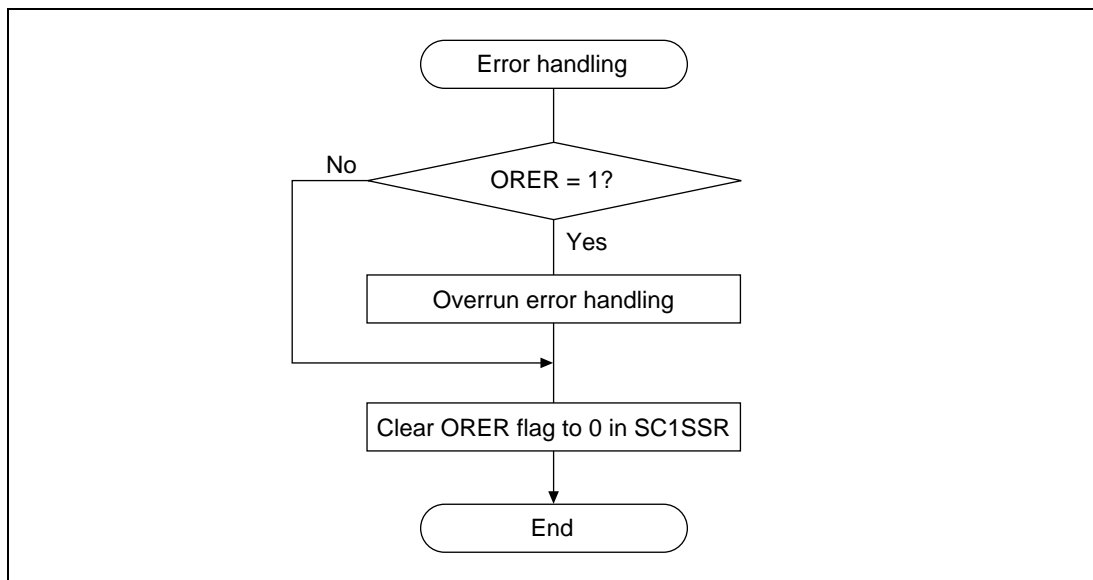 Error handling
No
ORER = 1?
Yes
Overrun error handling
Clear ORER flag to 0 in SC1SSR
End